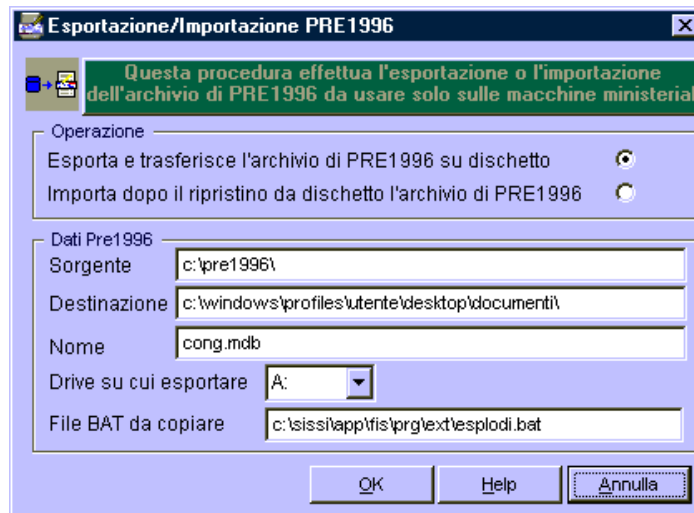 Esportazione/Importazione PRE1996
Questa procedura effettua l'esportazione o l'importazione
dell'archivio di PRE1996 da usare solo sulle macchine ministerial
Operazione
Esporta e trasferisce l'archivio di PRE1996 su dischetto
Importa dopo il ripristino da dischetto l'archivio di PRE1996
Dati Pre1996
Sorgente c:\pre1996\
Destinazione c:\windows\profiles\utente\desktop\documenti\
Nome cong.mdb
Drive su cui esportare A:
File BAT da copiare c:\sissi\app\fis\prg\ext\esplodi.bat
OK Help Annulla